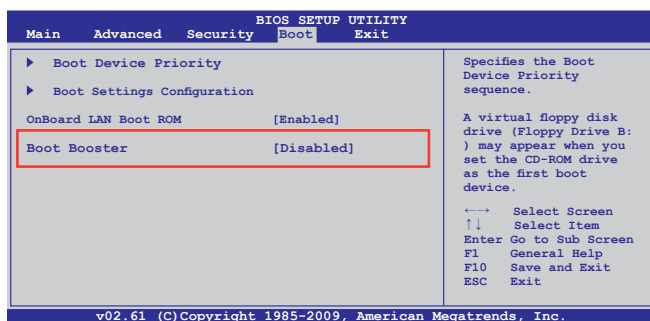 BIOS SETUP UTILITY
Main Advanced Security Boot Exit
Boot Device Priority
Boot Settings Configuration
OnBoard LAN Boot ROM [Enabled]
Boot Booster [Disabled]
Specifies the Boot
Device Priority
sequence.
A virtual floppy disk
drive (Floppy Drive B:
) may appear when you
set the CD-ROM drive
as the first boot
device.
←→ Select Screen
↑↓ Select Item
Enter Go to Sub Screen
F1 General Help
F10 Save and Exit
ESC Exit
v02.61 (C)Copyright 1985-2009, American Megatrends, Inc.